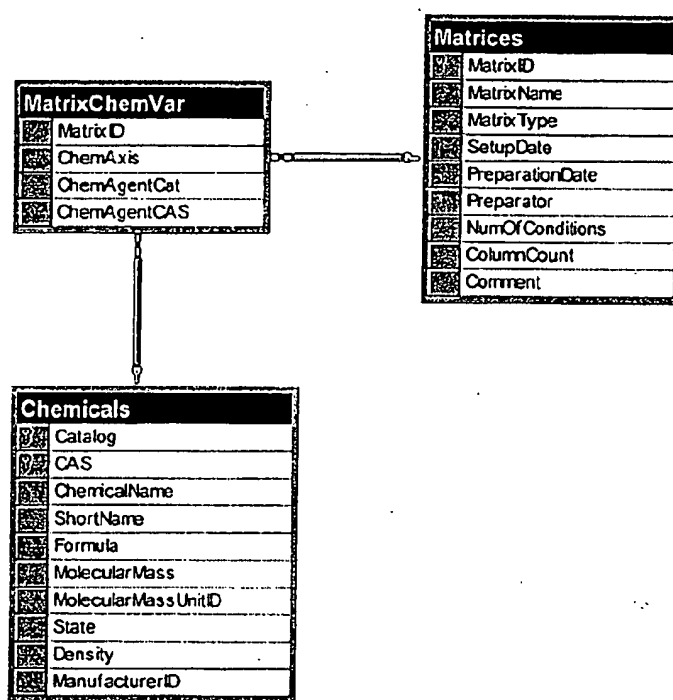 MatrixChemVar
MatrixID
ChemAxis
ChemAgentCat
ChemAgentCAS
Matrices
MatrixID
MatrixName
MatrixType
SetupDate
PreparationDate
Preparator
NumOfConditions
ColumnCount
Comment
Chemicals
Catalog
CAS
ChemicalName
ShortName
Formula
MolecularMass
MolecularMassUnitID
State
Density
ManufacturerID